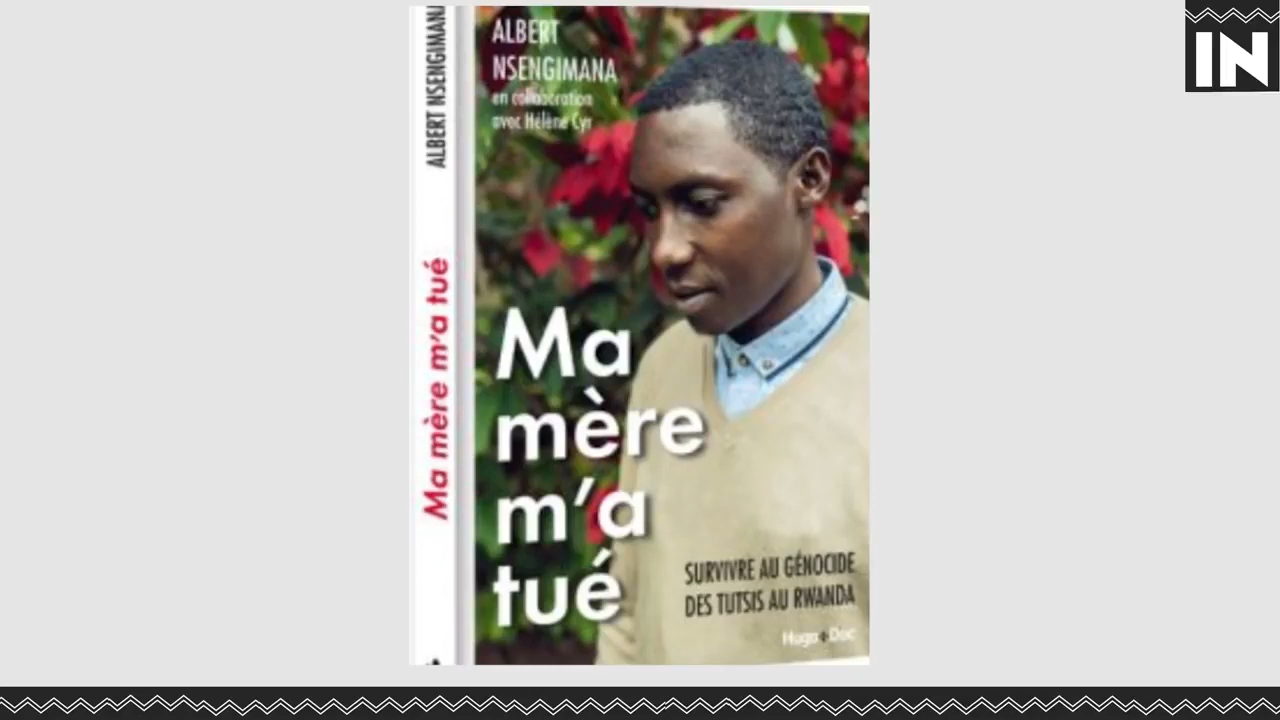 ALBERT
NSENGIMANA
en collaboration
avec Hélène Cyr
Ma
mère
m'a
tué
SURVIVRE AU GÉNOCIDE
DES TUTSIS AU RWANDA
Hugo Doc
ALBERT NSENGIMANA
Ma mère m'a tué
IN